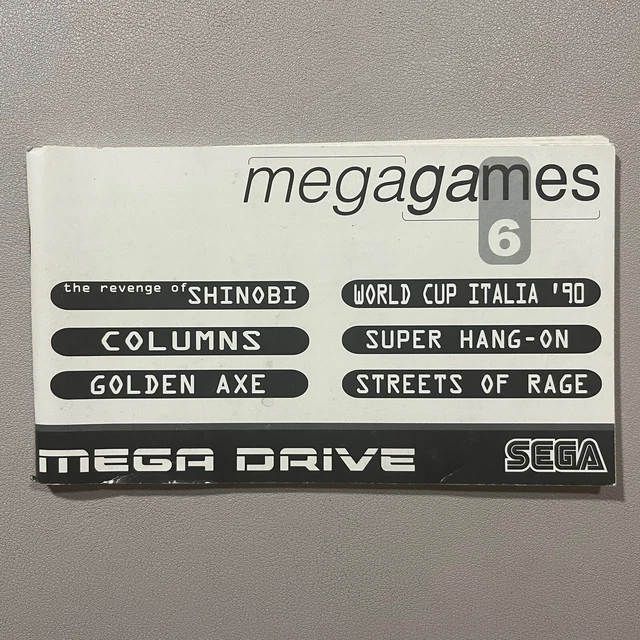 megagames
6
the revenge of SHINOBI
COLUMNS
GOLDEN AXE
WORLD CUP ITALIA '90
SUPER HANG-ON
STREETS OF RAGE
MEGA DRIVE
SEGA